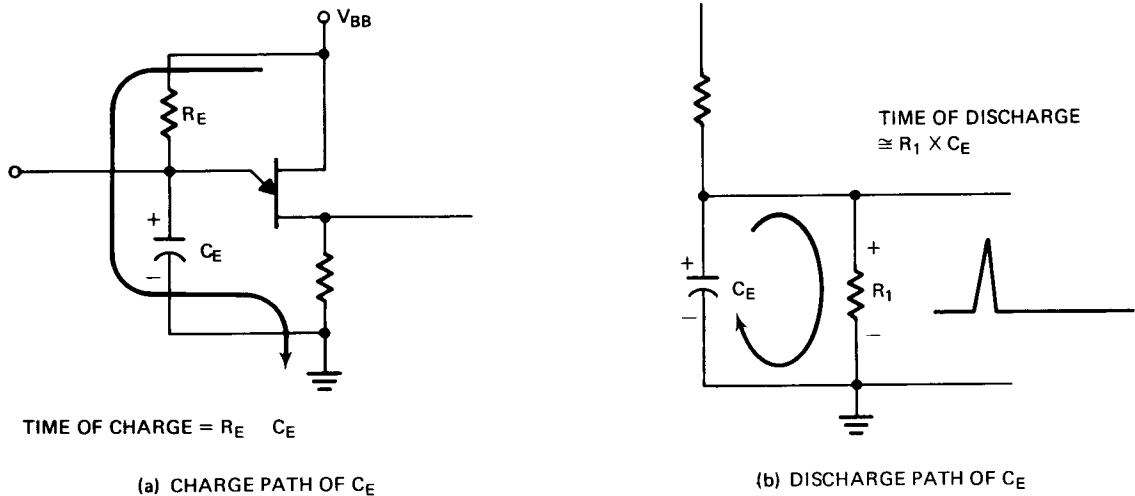 V_BB
R_E
+
C_E
−
TIME OF CHARGE = R_E C_E
(a) CHARGE PATH OF C_E
TIME OF DISCHARGE
≅ R_1 X C_E
+
C_E
−
+
R_1
−
(b) DISCHARGE PATH OF C_E